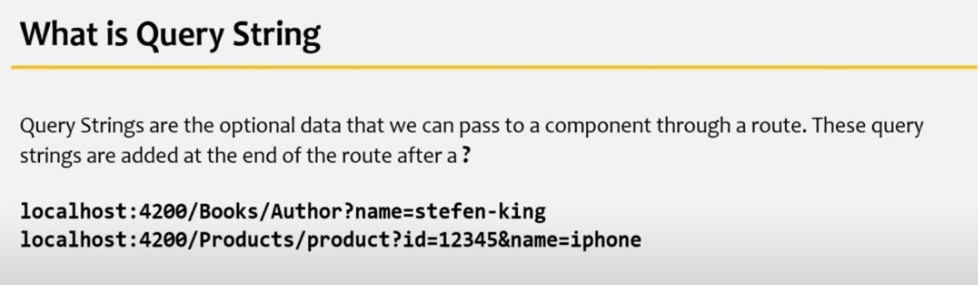 What is Query String
Query Strings are the optional data that we can pass to a component through a route. These query
strings are added at the end of the route after a ?
localhost:4200/Books/Author?name=stefen-king
localhost:4200/Products/product?id=12345&name=iphone